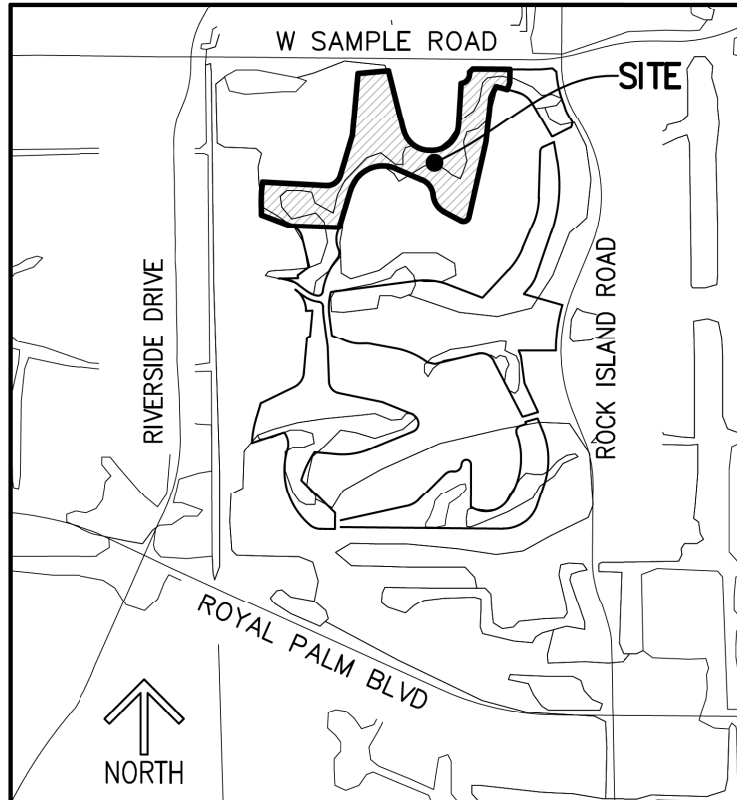 W SAMPLE ROAD
SITE
RIVERSIDE DRIVE
ROCK ISLAND ROAD
ROYAL PALM BLVD
NORTH